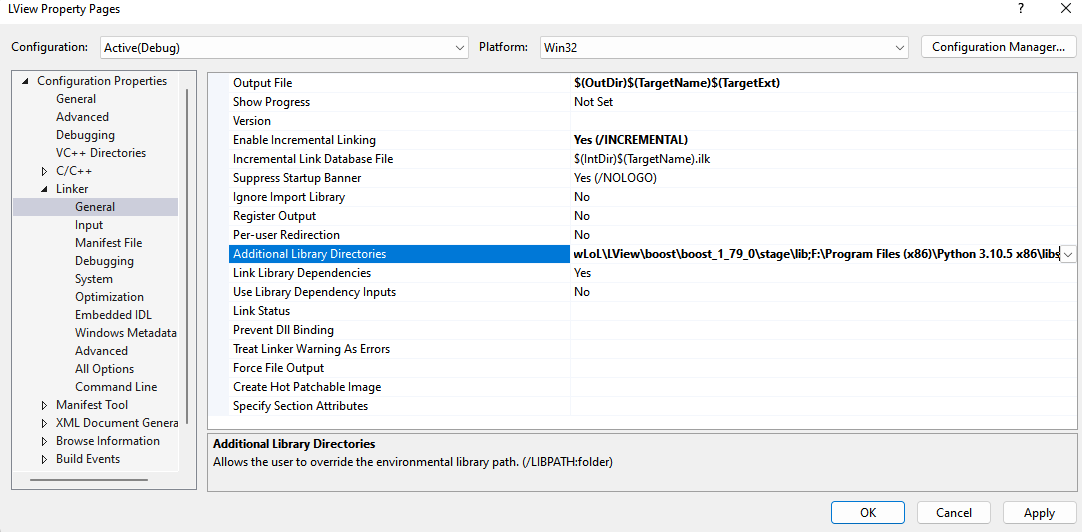 LView Property Pages
?
Configuration:
Active(Debug)
Platform:
Win32
Configuration Manager...
Configuration Properties
General
Advanced
Debugging
VC++ Directories
C/C++
Linker
General
Input
Manifest File
Debugging
System
Optimization
Embedded IDL
Windows Metadata
Advanced
All Options
Command Line
Manifest Tool
XML Document Genera
Browse Information
Build Events
Output File $(OutDir)$(TargetName)$(TargetExt)
Show Progress Not Set
Version
Enable Incremental Linking Yes (/INCREMENTAL)
Incremental Link Database File $(IntDir)$(TargetName).ilk
Suppress Startup Banner Yes (/NOLOGO)
Ignore Import Library No
Register Output No
Per-user Redirection No
Additional Library Directories wLoL\LView\boost\boost_1_79_0\stage\lib;F:\Program Files (x86)\Python 3.10.5 x86\libs
Link Library Dependencies Yes
Use Library Dependency Inputs No
Link Status
Prevent Dll Binding
Treat Linker Warning As Errors
Force File Output
Create Hot Patchable Image
Specify Section Attributes
Additional Library Directories
Allows the user to override the environmental library path. (/LIBPATH:folder)
OK
Cancel
Apply